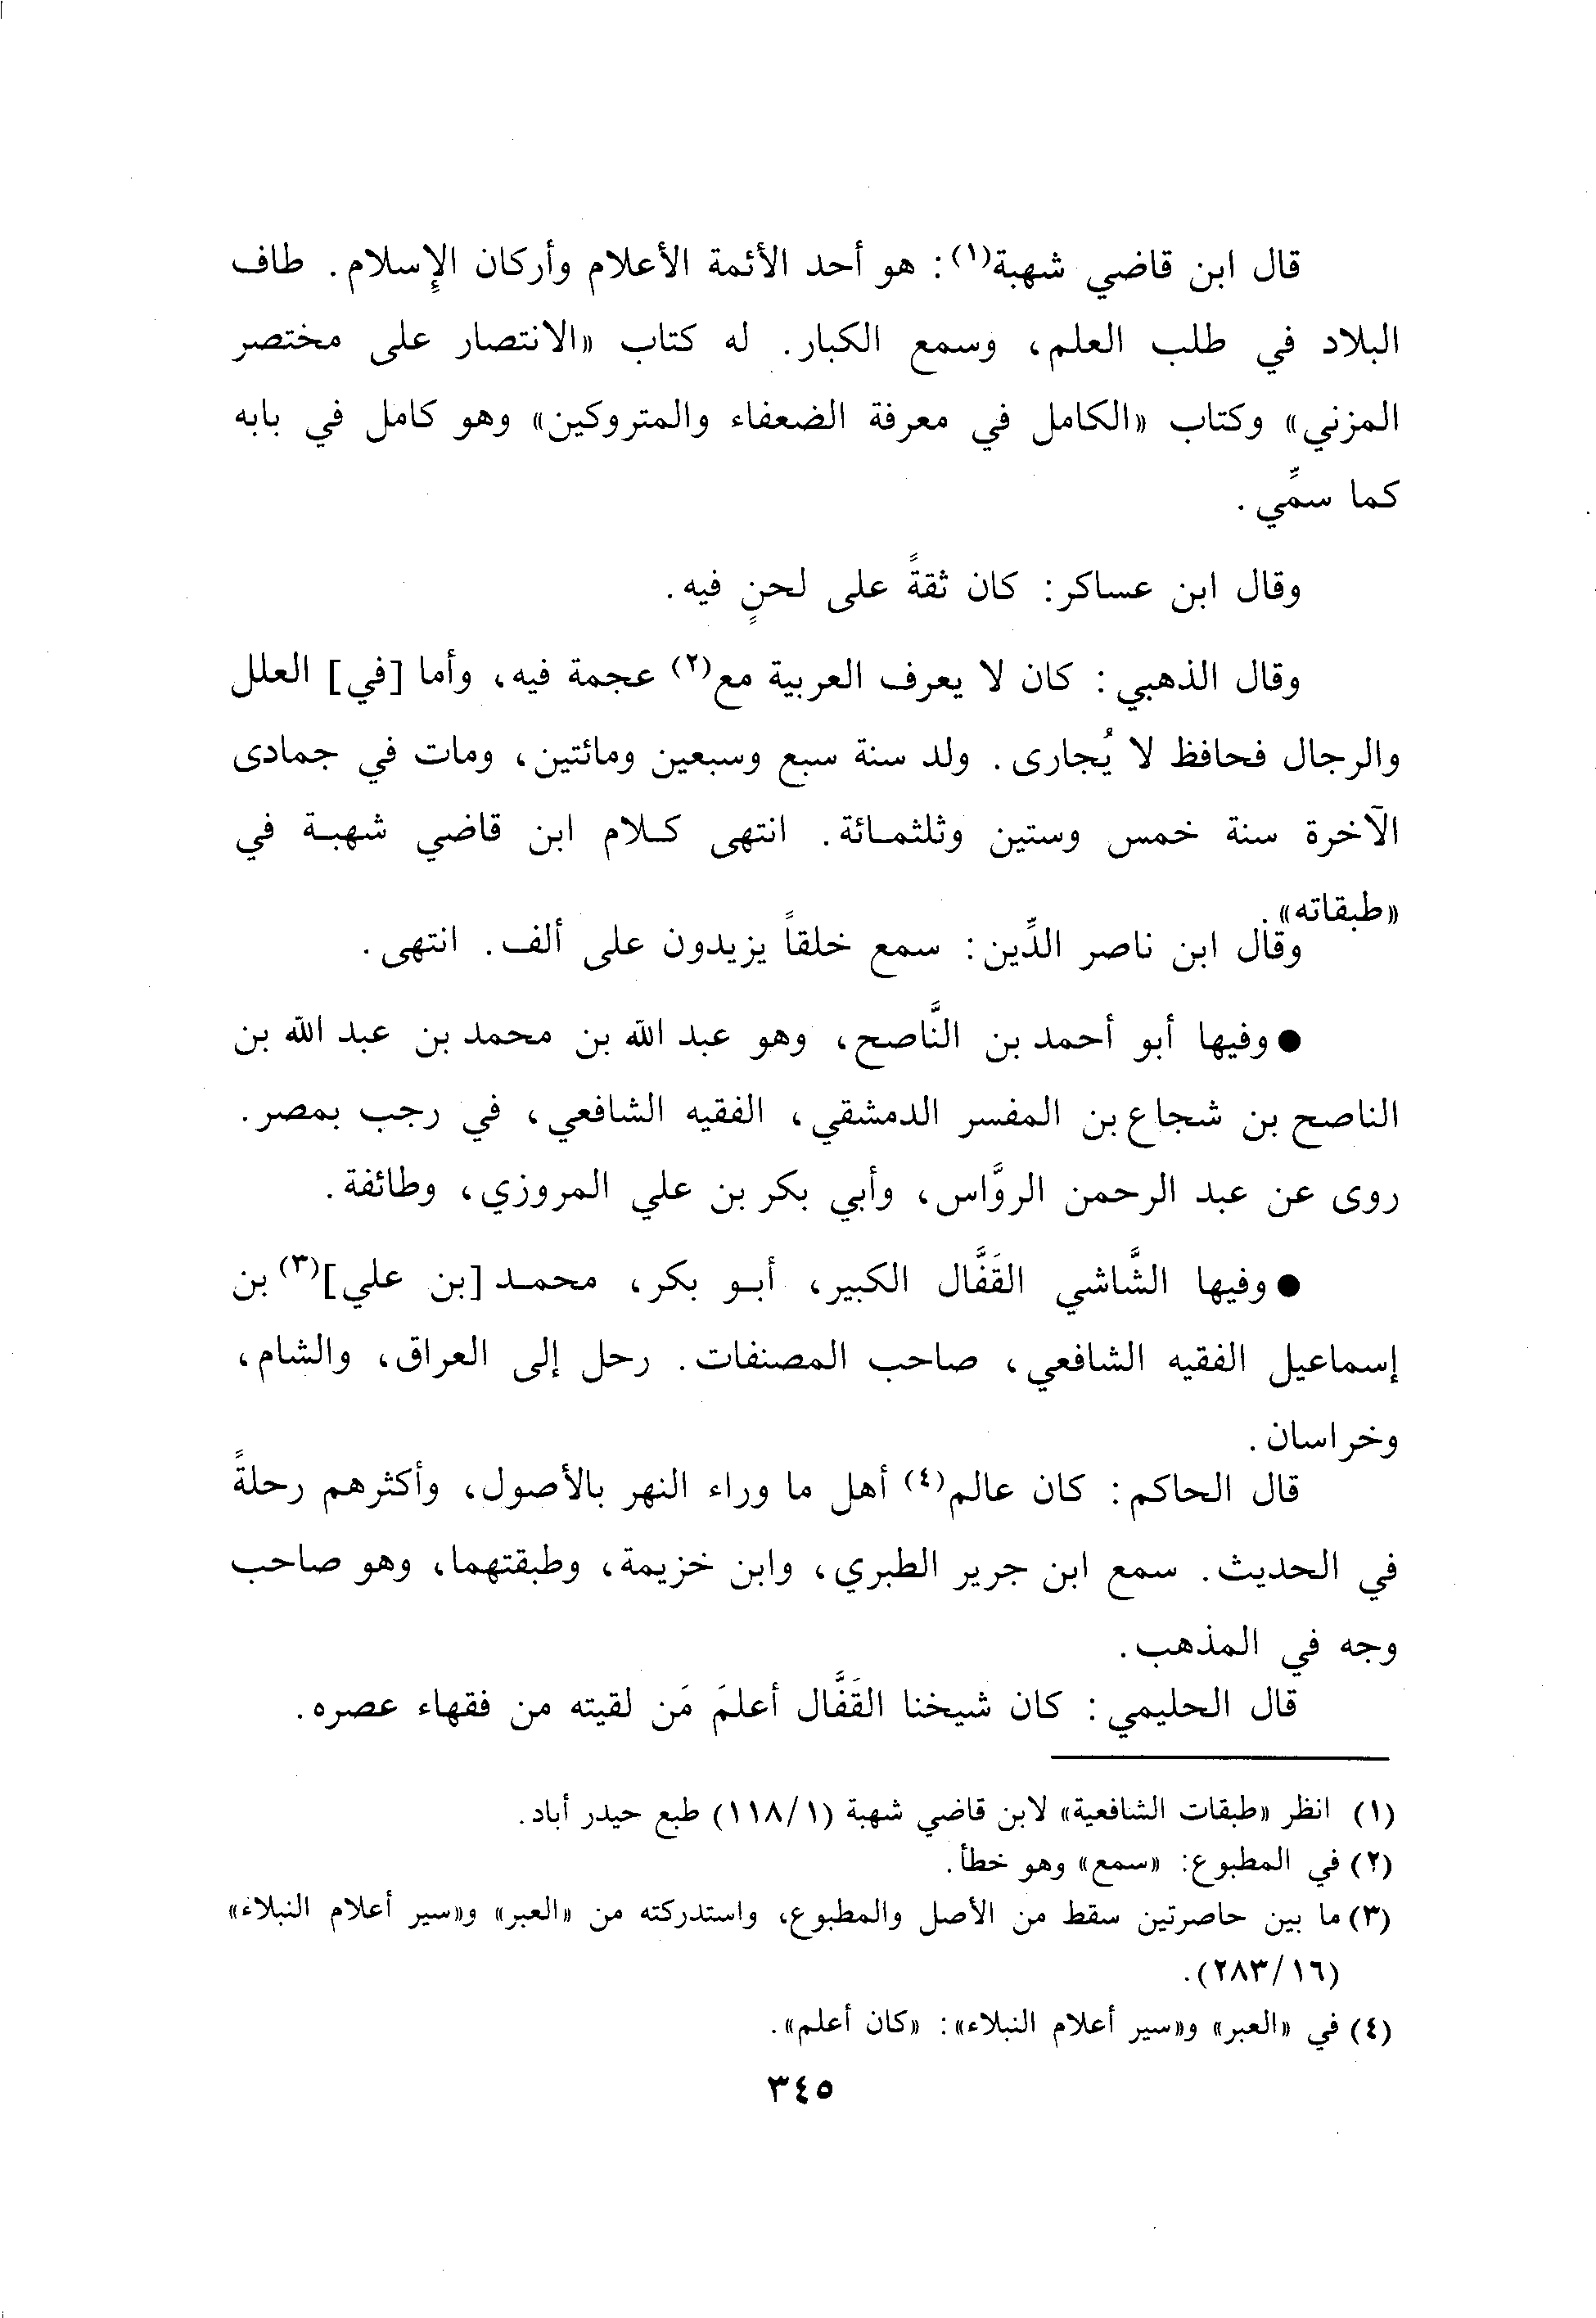 قال ابن قاضي شهبة(١): هو أحد الأئمة الأعلام وأركان الإسلام. طاف
البلاد في طلب العلم، وسمع الكبار. له كتاب «الانتصار على مختصر
المزني» وكتاب «الكامل في معرفة الضعفاء والمتروكين» وهو كامل في بابه
كما سمِّي.
وقال ابن عساكر: كان ثقةً على لحنٍ فيه.
وقال الذهبي: كان لا يعرف العربية مع(٢) عجمة فيه، وأما [في] العلل
والرجال فحافظ لا يُجارى. ولد سنة سبع وسبعين ومائتين، ومات في جمادى
الآخرة سنة خمس وستين وثلثمائة. انتهى كلام ابن قاضي شهبة في
«طبقاته».
وقال ابن ناصر الدِّين: سمع خلقاً يزيدون على ألف. انتهى.
● وفيها أبو أحمد بن النَّاصح، وهو عبد الله بن محمد بن عبد الله بن
الناصح بن شجاع بن المفسر الدمشقي، الفقيه الشافعي، في رجب بمصر.
روى عن عبد الرحمن الروَّاس، وأبي بكر بن علي المروزي، وطائفة.
● وفيها الشَّاشي القَفَّال الكبير، أبو بكر، محمد [بن علي](٣) بن
إسماعيل الفقيه الشافعي، صاحب المصنفات. رحل إلى العراق، والشام،
وخراسان.
قال الحاكم: كان عالم(٤) أهل ما وراء النهر بالأصول، وأكثرهم رحلةً
في الحديث. سمع ابن جرير الطبري، وابن خزيمة، وطبقتهما، وهو صاحب
وجه في المذهب.
قال الحليمي: كان شيخنا القَفَّال أعلمَ مَن لقيته من فقهاء عصره.
(١) انظر «طبقات الشافعية» لابن قاضي شهبة (١/١١٨) طبع حيدر أباد.
(٢) في المطبوع: «سمع» وهو خطأ.
(٣) ما بين حاصرتين سقط من الأصل والمطبوع، واستدركته من «العبر» و«سير أعلام النبلاء»
(١٦/٢٨٣).
(٤) في «العبر» و«سير أعلام النبلاء»: «كان أعلم».
٣٤٥